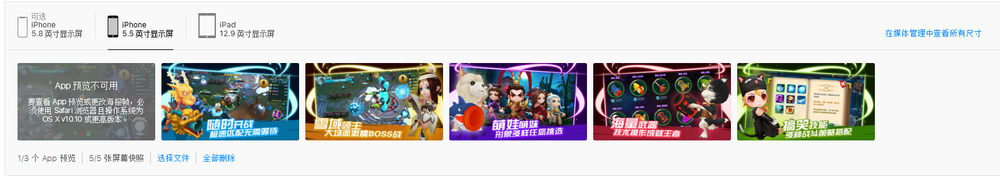 可选
iPhone
5.8 英寸显示屏
iPhone
5.5 英寸显示屏
iPad
12.9 英寸显示屏
在媒体管理中查看所有尺寸
App 预览不可用
要查看 App 预览或更改海报帧，必
须使用 Safari 浏览器且操作系统为
OS X v10.10 或更高版本。
随时开战
极速匹配无需等待
雪域领主
大场面激情BOSS战
萌娃萌妹
形象多样任您挑选
海量武器
技术操作成就王者
300
300
300
搞笑技能
多种战斗策略搭配
1/3 个 App 预览
5/5 张屏幕快照
选择文件
全部删除